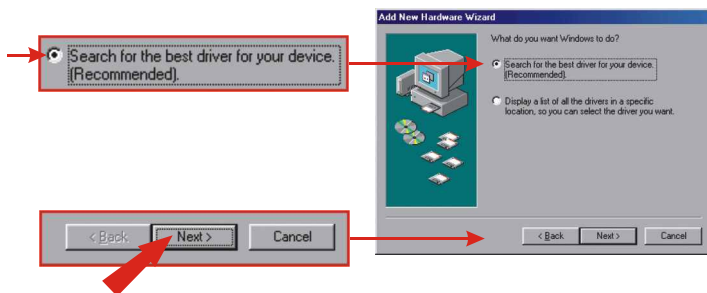 Search for the best driver for your device.
(Recommended).
Add New Hardware Wizard
What do you want Windows to do?
Search for the best driver for your device.
(Recommended).
Display a list of all the drivers in a specific
location, so you can select the driver you want.
< Back Next > Cancel
< Back Next > Cancel